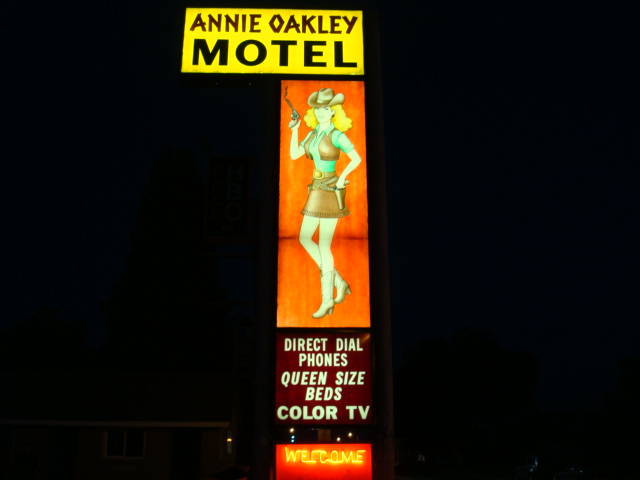 ANNIE OAKLEY
MOTEL
DIRECT DIAL
PHONES
QUEEN SIZE
BEDS
COLOR TV
WELCOME